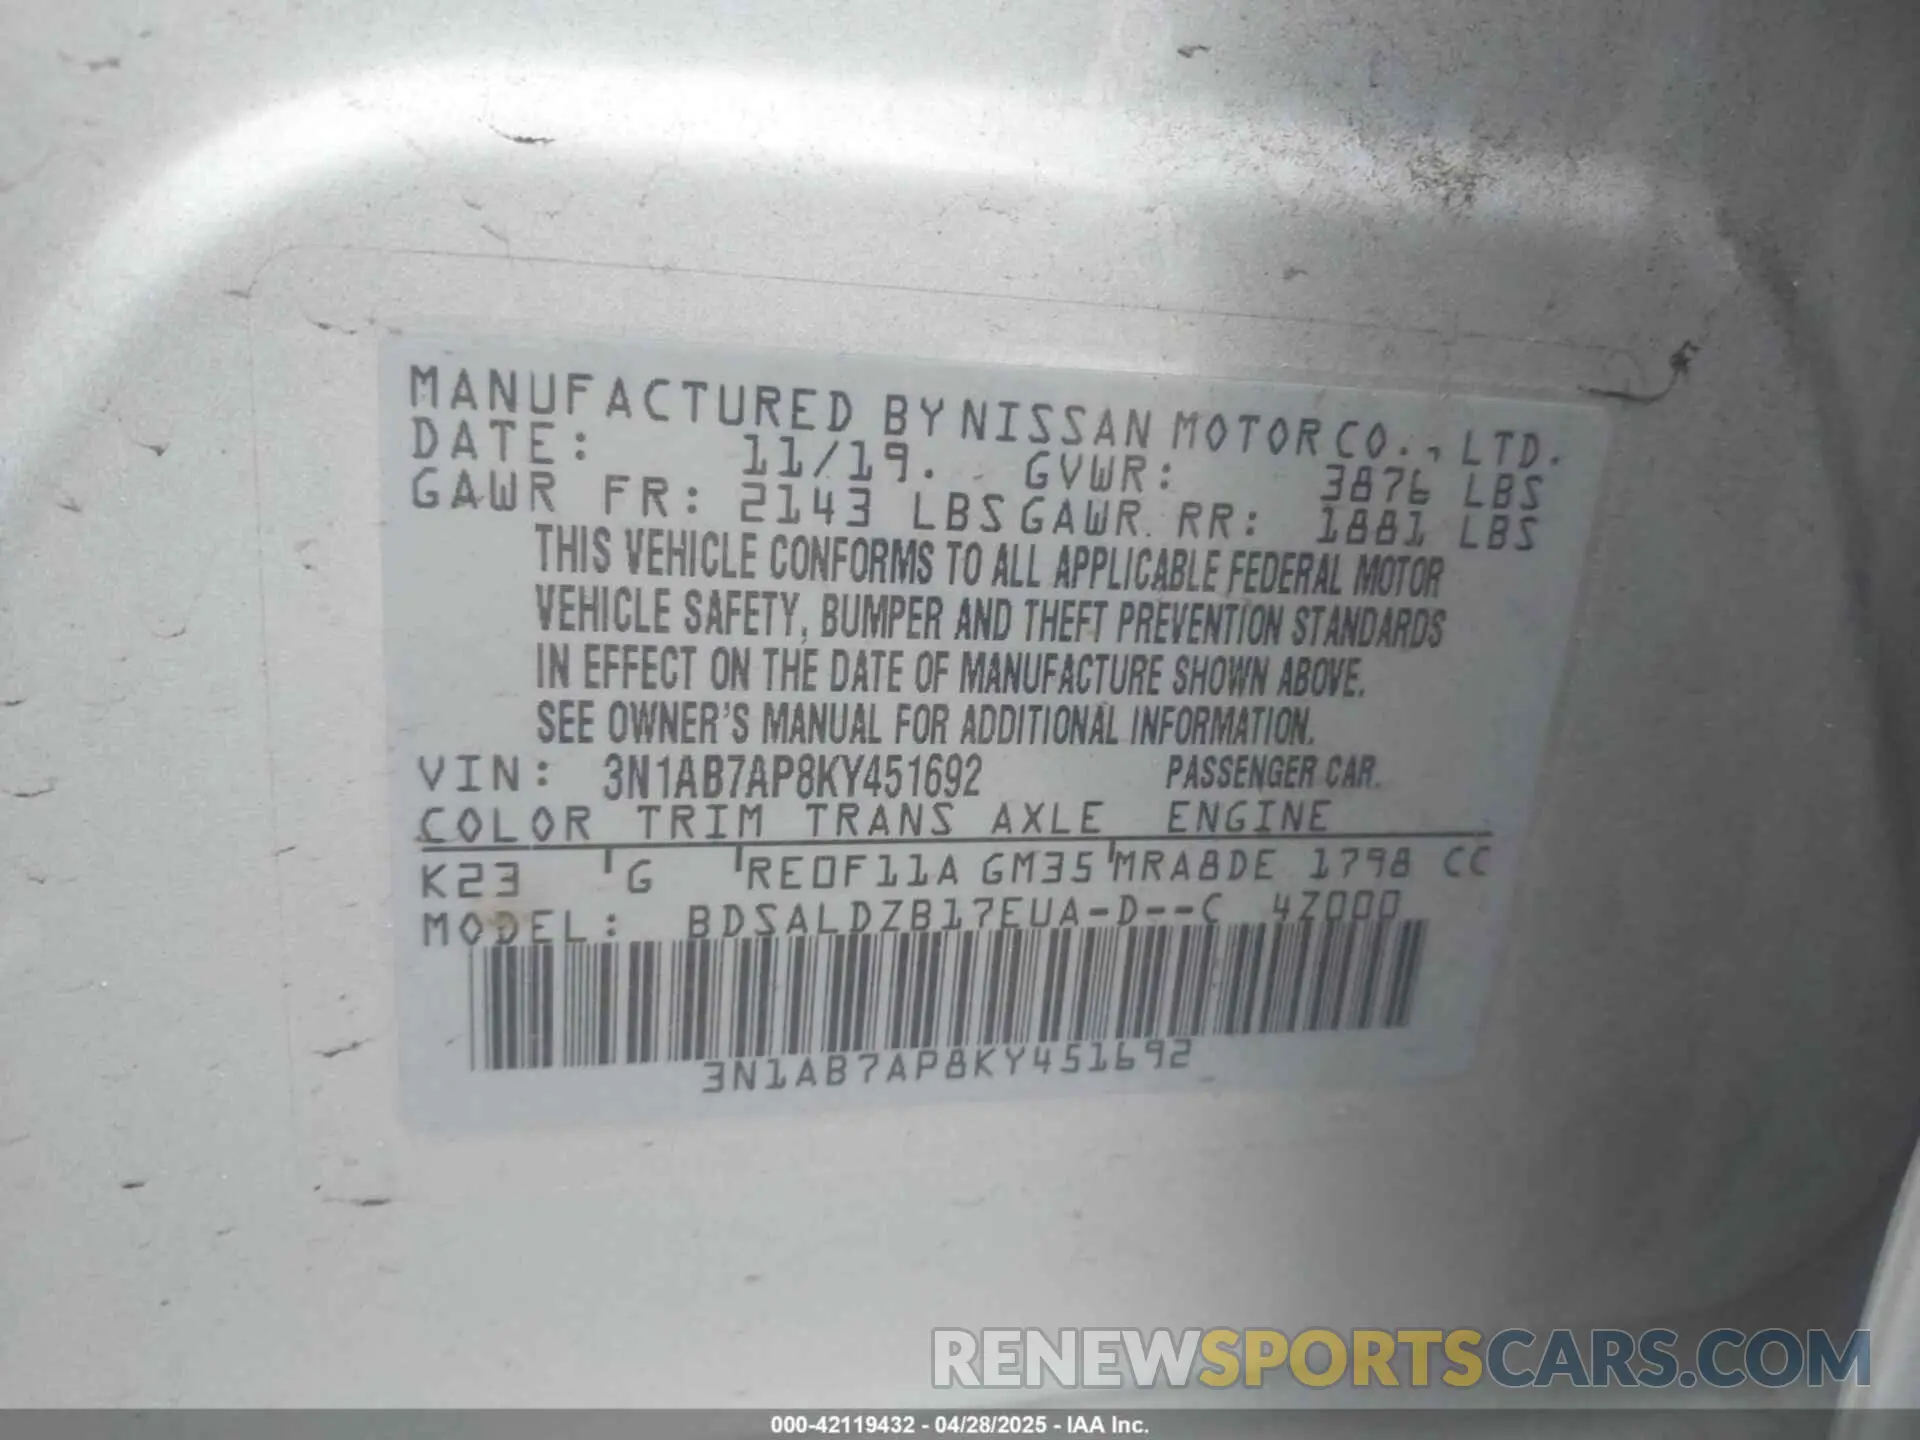 MANUFACTURED BY NISSAN MOTOR CO., LTD.
DATE: 11/19. GVWR: 3876 LBS
GAWR FR: 2143 LBS GAWR RR: 1881 LBS
THIS VEHICLE CONFORMS TO ALL APPLICABLE FEDERAL MOTOR
VEHICLE SAFETY, BUMPER AND THEFT PREVENTION STANDARDS
IN EFFECT ON THE DATE OF MANUFACTURE SHOWN ABOVE.
SEE OWNER'S MANUAL FOR ADDITIONAL INFORMATION.
VIN: 3N1AB7AP8KY451692 PASSENGER CAR.
COLOR TRIM TRANS AXLE ENGINE
K23 G RE0F11A GM35 MRA8DE 1798 CC
MODEL: BDSALDZB17EUA-D--C 4Z000
3N1AB7AP8KY451692
RENEWSPORTSCARS.COM
000-42119432 - 04/28/2025 - IAA Inc.